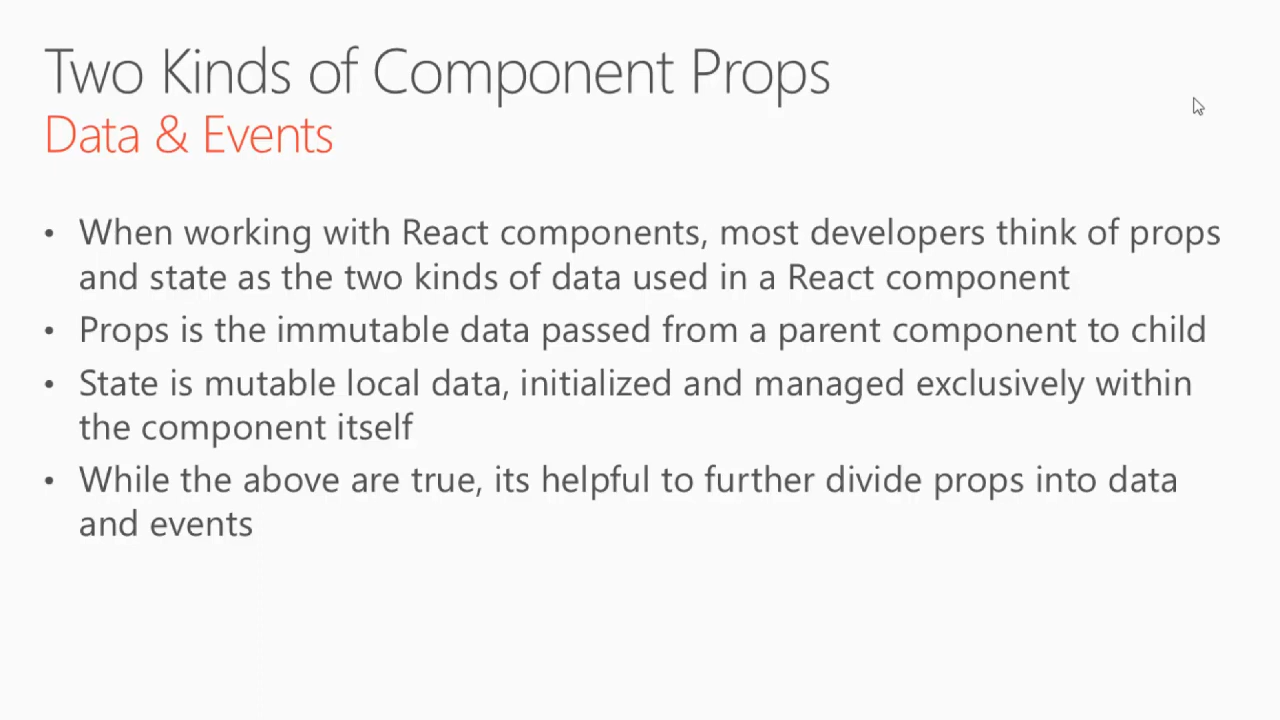 Two Kinds of Component Props
Data & Events
• When working with React components, most developers think of props
and state as the two kinds of data used in a React component
• Props is the immutable data passed from a parent component to child
• State is mutable local data, initialized and managed exclusively within
the component itself
• While the above are true, its helpful to further divide props into data
and events